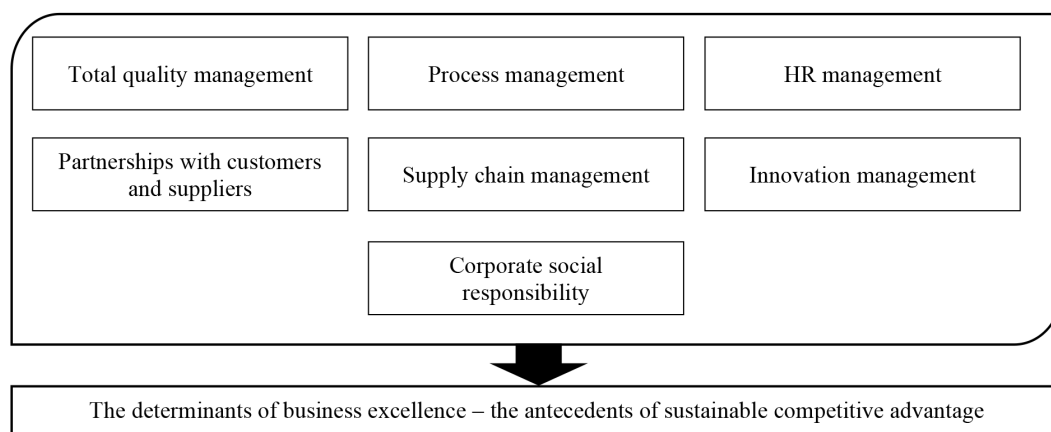 Total quality management
Process management
HR management
Partnerships with customers
and suppliers
Supply chain management
Innovation management
Corporate social
responsibility
The determinants of business excellence – the antecedents of sustainable competitive advantage